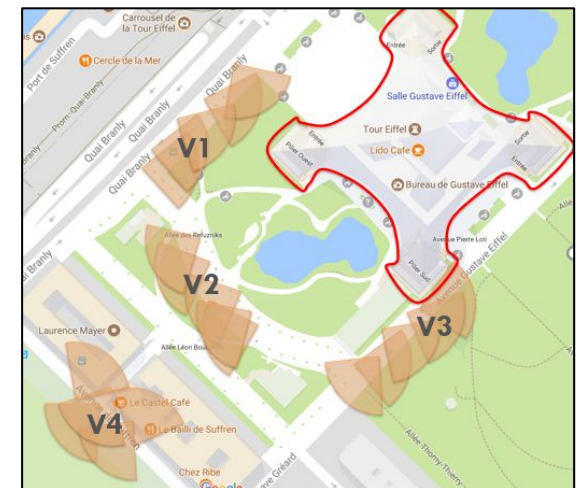 Carrousel de
la Tour Eiffel
Port de Suffren
Cercle de la Mer
Prom. Quai Branly
Quai Branly
Quai Branly
Quai Branly
Quai Branly
V1
Entrée
Sortie
Salle Gustave Eiffel
Entrée
Pilier Ouest
Tour Eiffel
Lido Cafe
Sortie
Entrée
Bureau de Gustave Eiffel
Allée des Refuzniks
Avenue Pierre Loti
Pilier Sud
Avenue Gustave Eiffel
V2
V3
Laurence Mayer
Allée Léon
V4
Le Castel Café
Le Bailli de Suffren
Chez Ribe
Google
Allée Thomy-Thierry